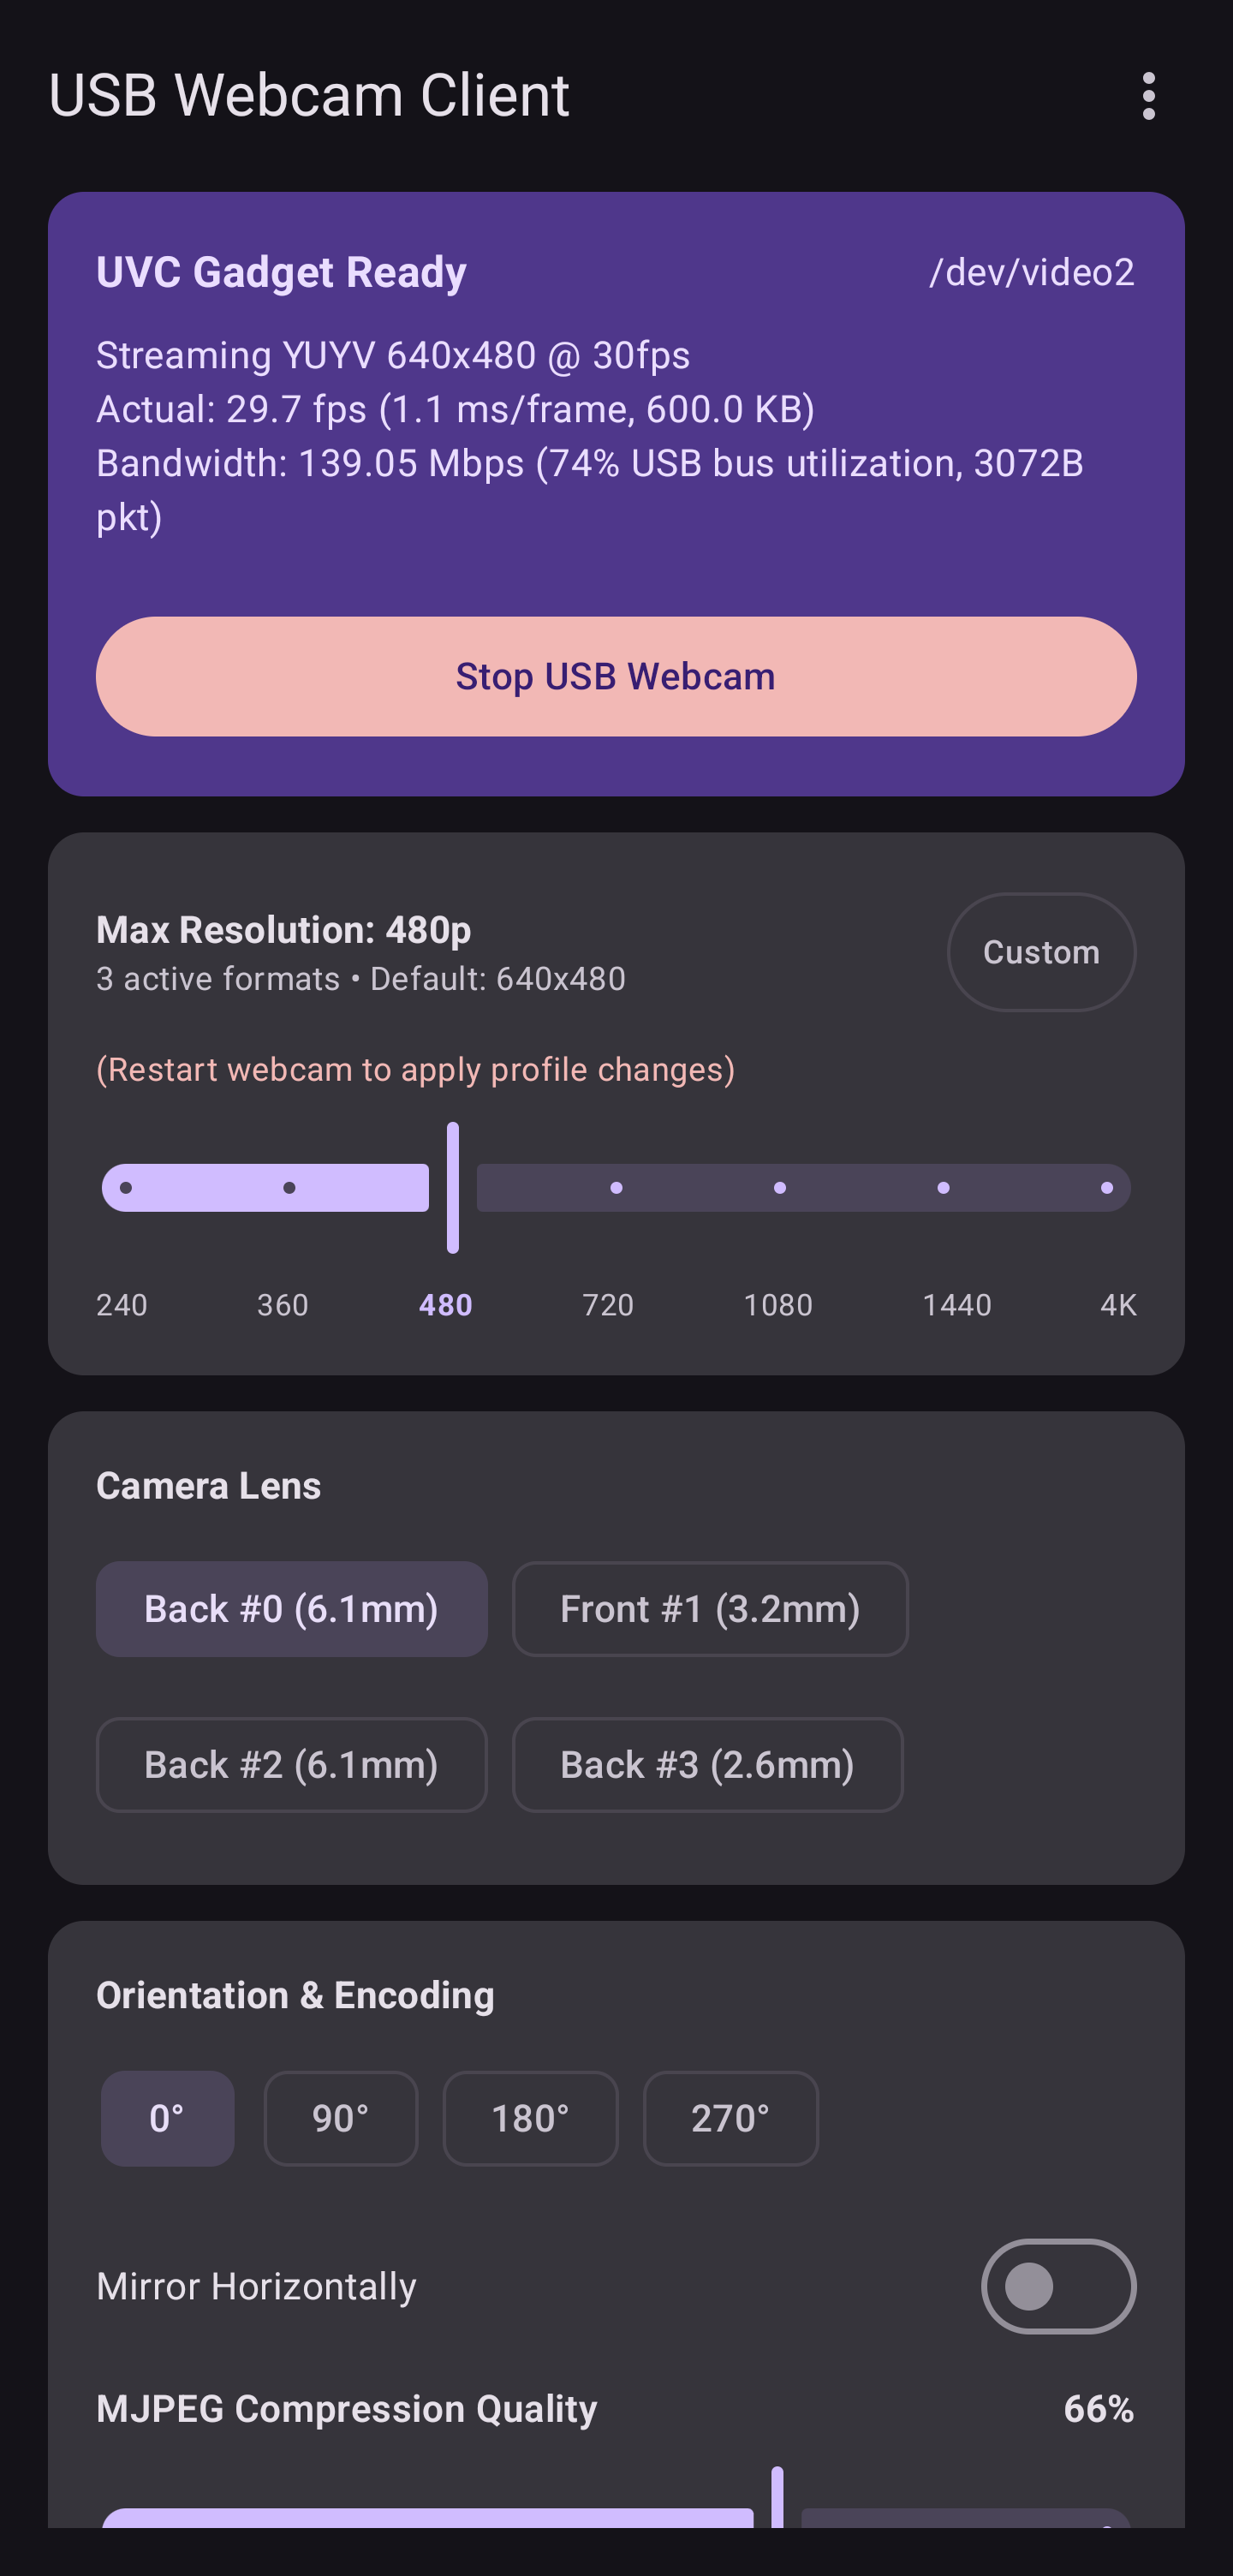 USB Webcam Client
UVC Gadget Ready
/dev/video2
Streaming YUYV 640x480 @ 30fps
Actual: 29.7 fps (1.1 ms/frame, 600.0 KB)
Bandwidth: 139.05 Mbps (74% USB bus utilization, 3072B
pkt)
Stop USB Webcam
Max Resolution: 480p
3 active formats • Default: 640x480
Custom
(Restart webcam to apply profile changes)
240 360 480 720 1080 1440 4K
Camera Lens
Back #0 (6.1mm) Front #1 (3.2mm)
Back #2 (6.1mm) Back #3 (2.6mm)
Orientation & Encoding
0° 90° 180° 270°
Mirror Horizontally
MJPEG Compression Quality 66%